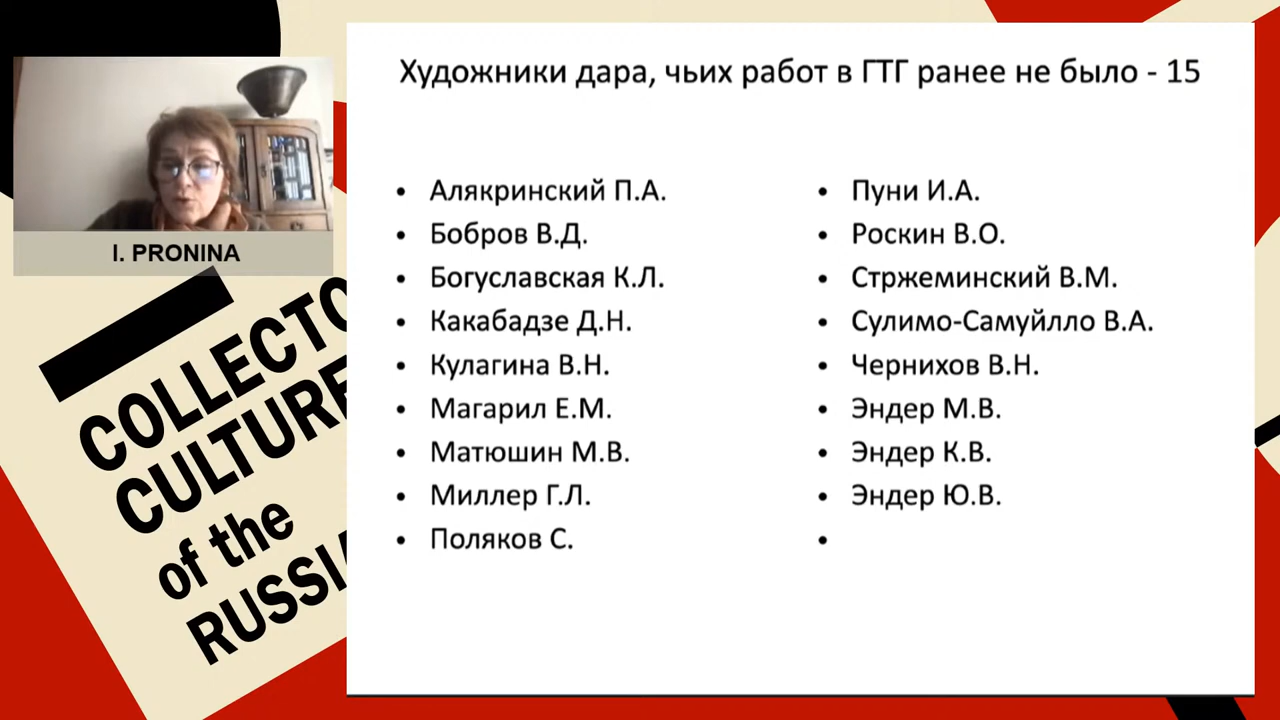 Художники дара, чьих работ в ГТГ ранее не было - 15
• Алякринский П.А.
• Бобров В.Д.
• Богуславская К.Л.
• Какабадзе Д.Н.
• Кулагина В.Н.
• Магарил Е.М.
• Матюшин М.В.
• Миллер Г.Л.
• Поляков С.
• Пуни И.А.
• Роскин В.О.
• Стржеминский В.М.
• Сулимо-Самуйлло В.А.
• Чернихов В.Н.
• Эндер М.В.
• Эндер К.В.
• Эндер Ю.В.
•
I. PRONINA
COLLECTO
CULTURE
of the
RUSSIA